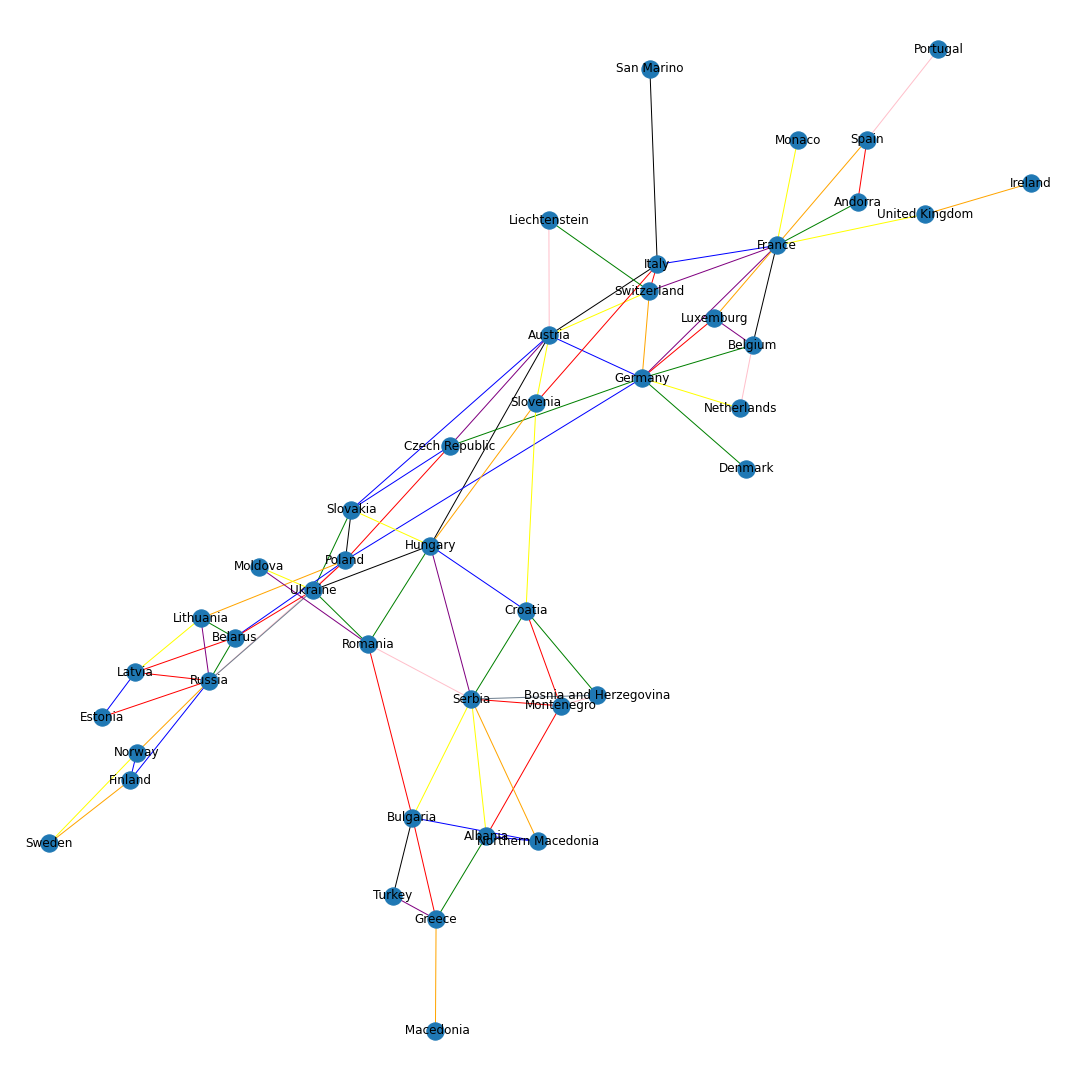 Portugal
San Marino
Monaco
Spain
Ireland
Andorra
United Kingdom
Liechtenstein
France
Italy
Switzerland
Luxemburg
Austria
Belgium
Germany
Slovenia
Netherlands
Czech Republic
Denmark
Slovakia
Hungary
Poland
Moldova
Ukraine
Croatia
Lithuania
Belarus
Romania
Latvia
Russia
Bosnia and Herzegovina
Serbia
Montenegro
Estonia
Norway
Finland
Bulgaria
Albania
Northern Macedonia
Sweden
Turkey
Greece
Macedonia